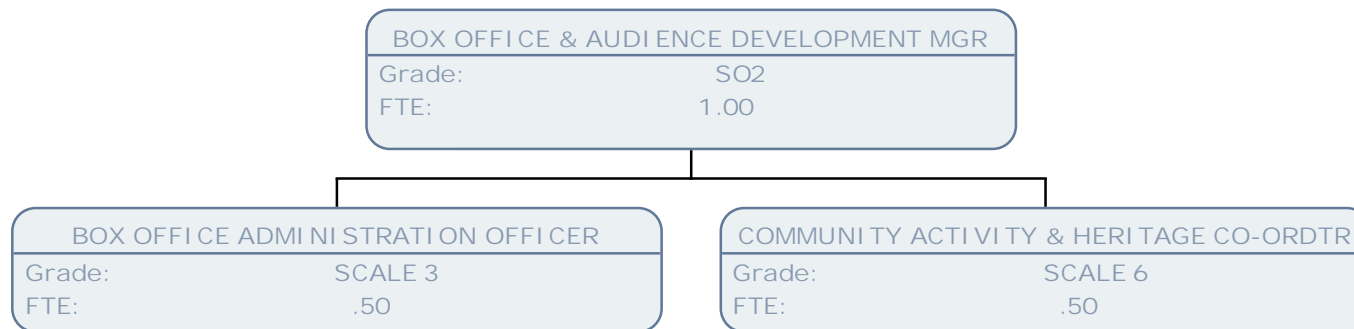 BOX OFFICE & AUDIENCE DEVELOPMENT MGR
Grade: SO2
FTE: 1.00
BOX OFFICE ADMINISTRATION OFFICER
Grade: SCALE 3
FTE: .50
COMMUNITY ACTIVITY & HERITAGE CO-ORDTR
Grade: SCALE 6
FTE: .50